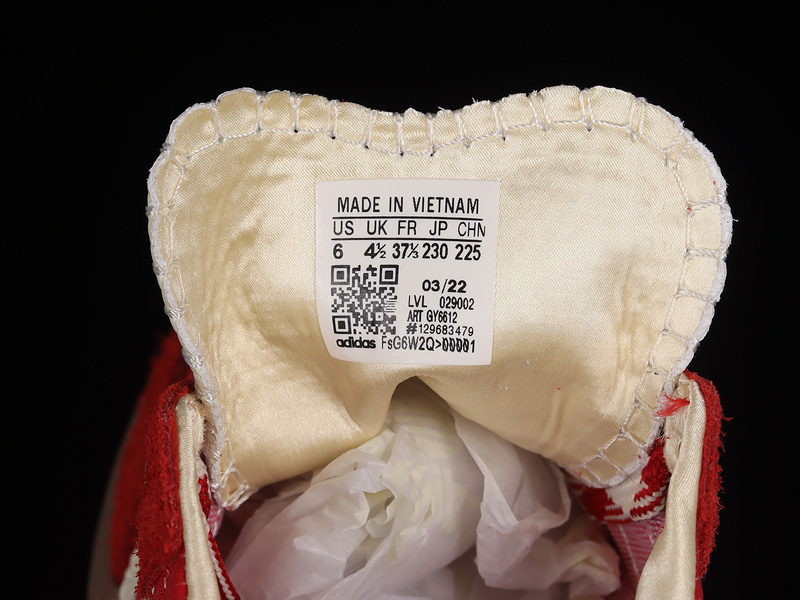 MADE IN VIETNAM
US UK FR JP CHN
6 4½ 37⅓ 230 225
03/22
LVL 029002
ART GY6612
#129683479
adidas FsG6W2Q>00001